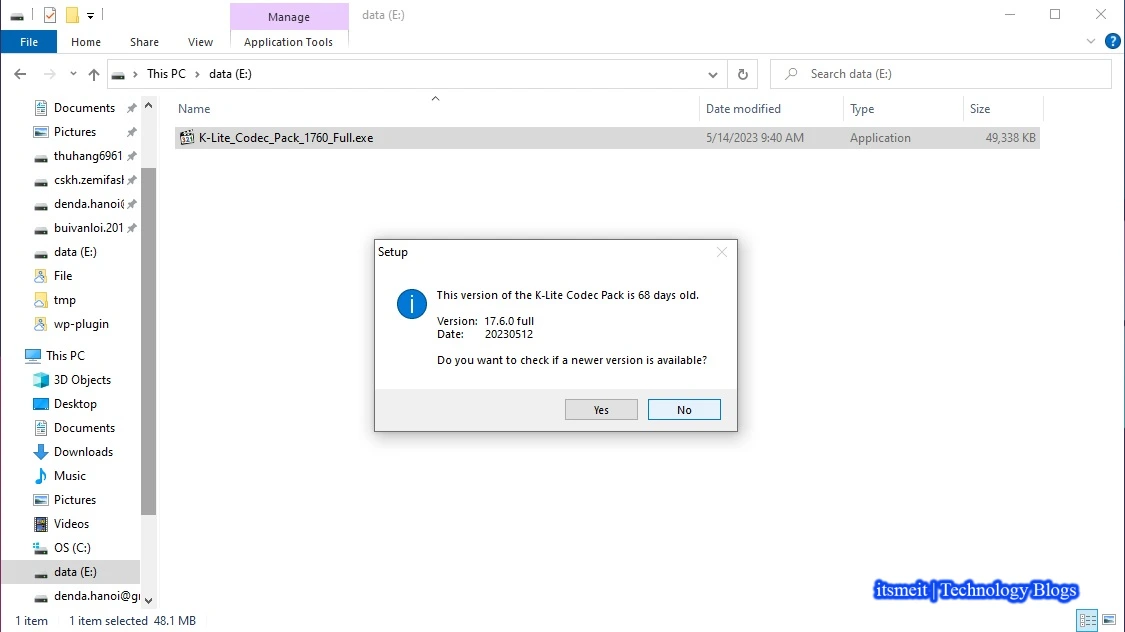 Manage
data (E:)
File
Home
Share
View
Application Tools
?
This PC
data (E:)
Search data (E:)
Documents
Pictures
thuhang6961
cskh.zemifash
denda.hanoi@
buivanloi.201
data (E:)
File
tmp
wp-plugin
This PC
3D Objects
Desktop
Documents
Downloads
Music
Pictures
Videos
OS (C:)
data (E:)
denda.hanoi@g
Name
Date modified
Type
Size
K-Lite_Codec_Pack_1760_Full.exe
5/14/2023 9:40 AM
Application
49,338 KB
Setup
This version of the K-Lite Codec Pack is 68 days old.
Version: 17.6.0 full
Date: 20230512
Do you want to check if a newer version is available?
Yes
No
itsmeit | Technology Blogs
1 item
1 item selected 48.1 MB